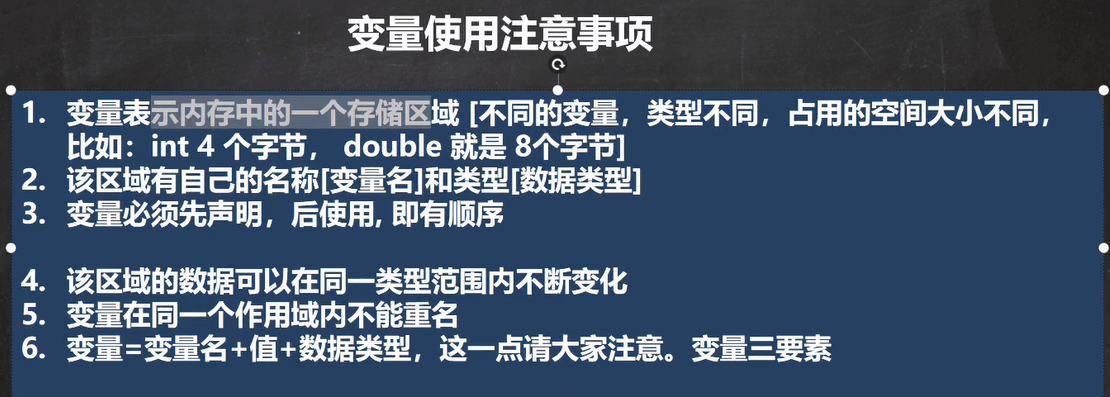 变量使用注意事项
1. 变量表示内存中的一个存储区域 [不同的变量，类型不同，占用的空间大小不同，
比如：int 4 个字节， double 就是 8个字节]
2. 该区域有自己的名称[变量名]和类型[数据类型]
3. 变量必须先声明，后使用, 即有顺序
4. 该区域的数据可以在同一类型范围内不断变化
5. 变量在同一个作用域内不能重名
6. 变量=变量名+值+数据类型，这一点请大家注意。变量三要素